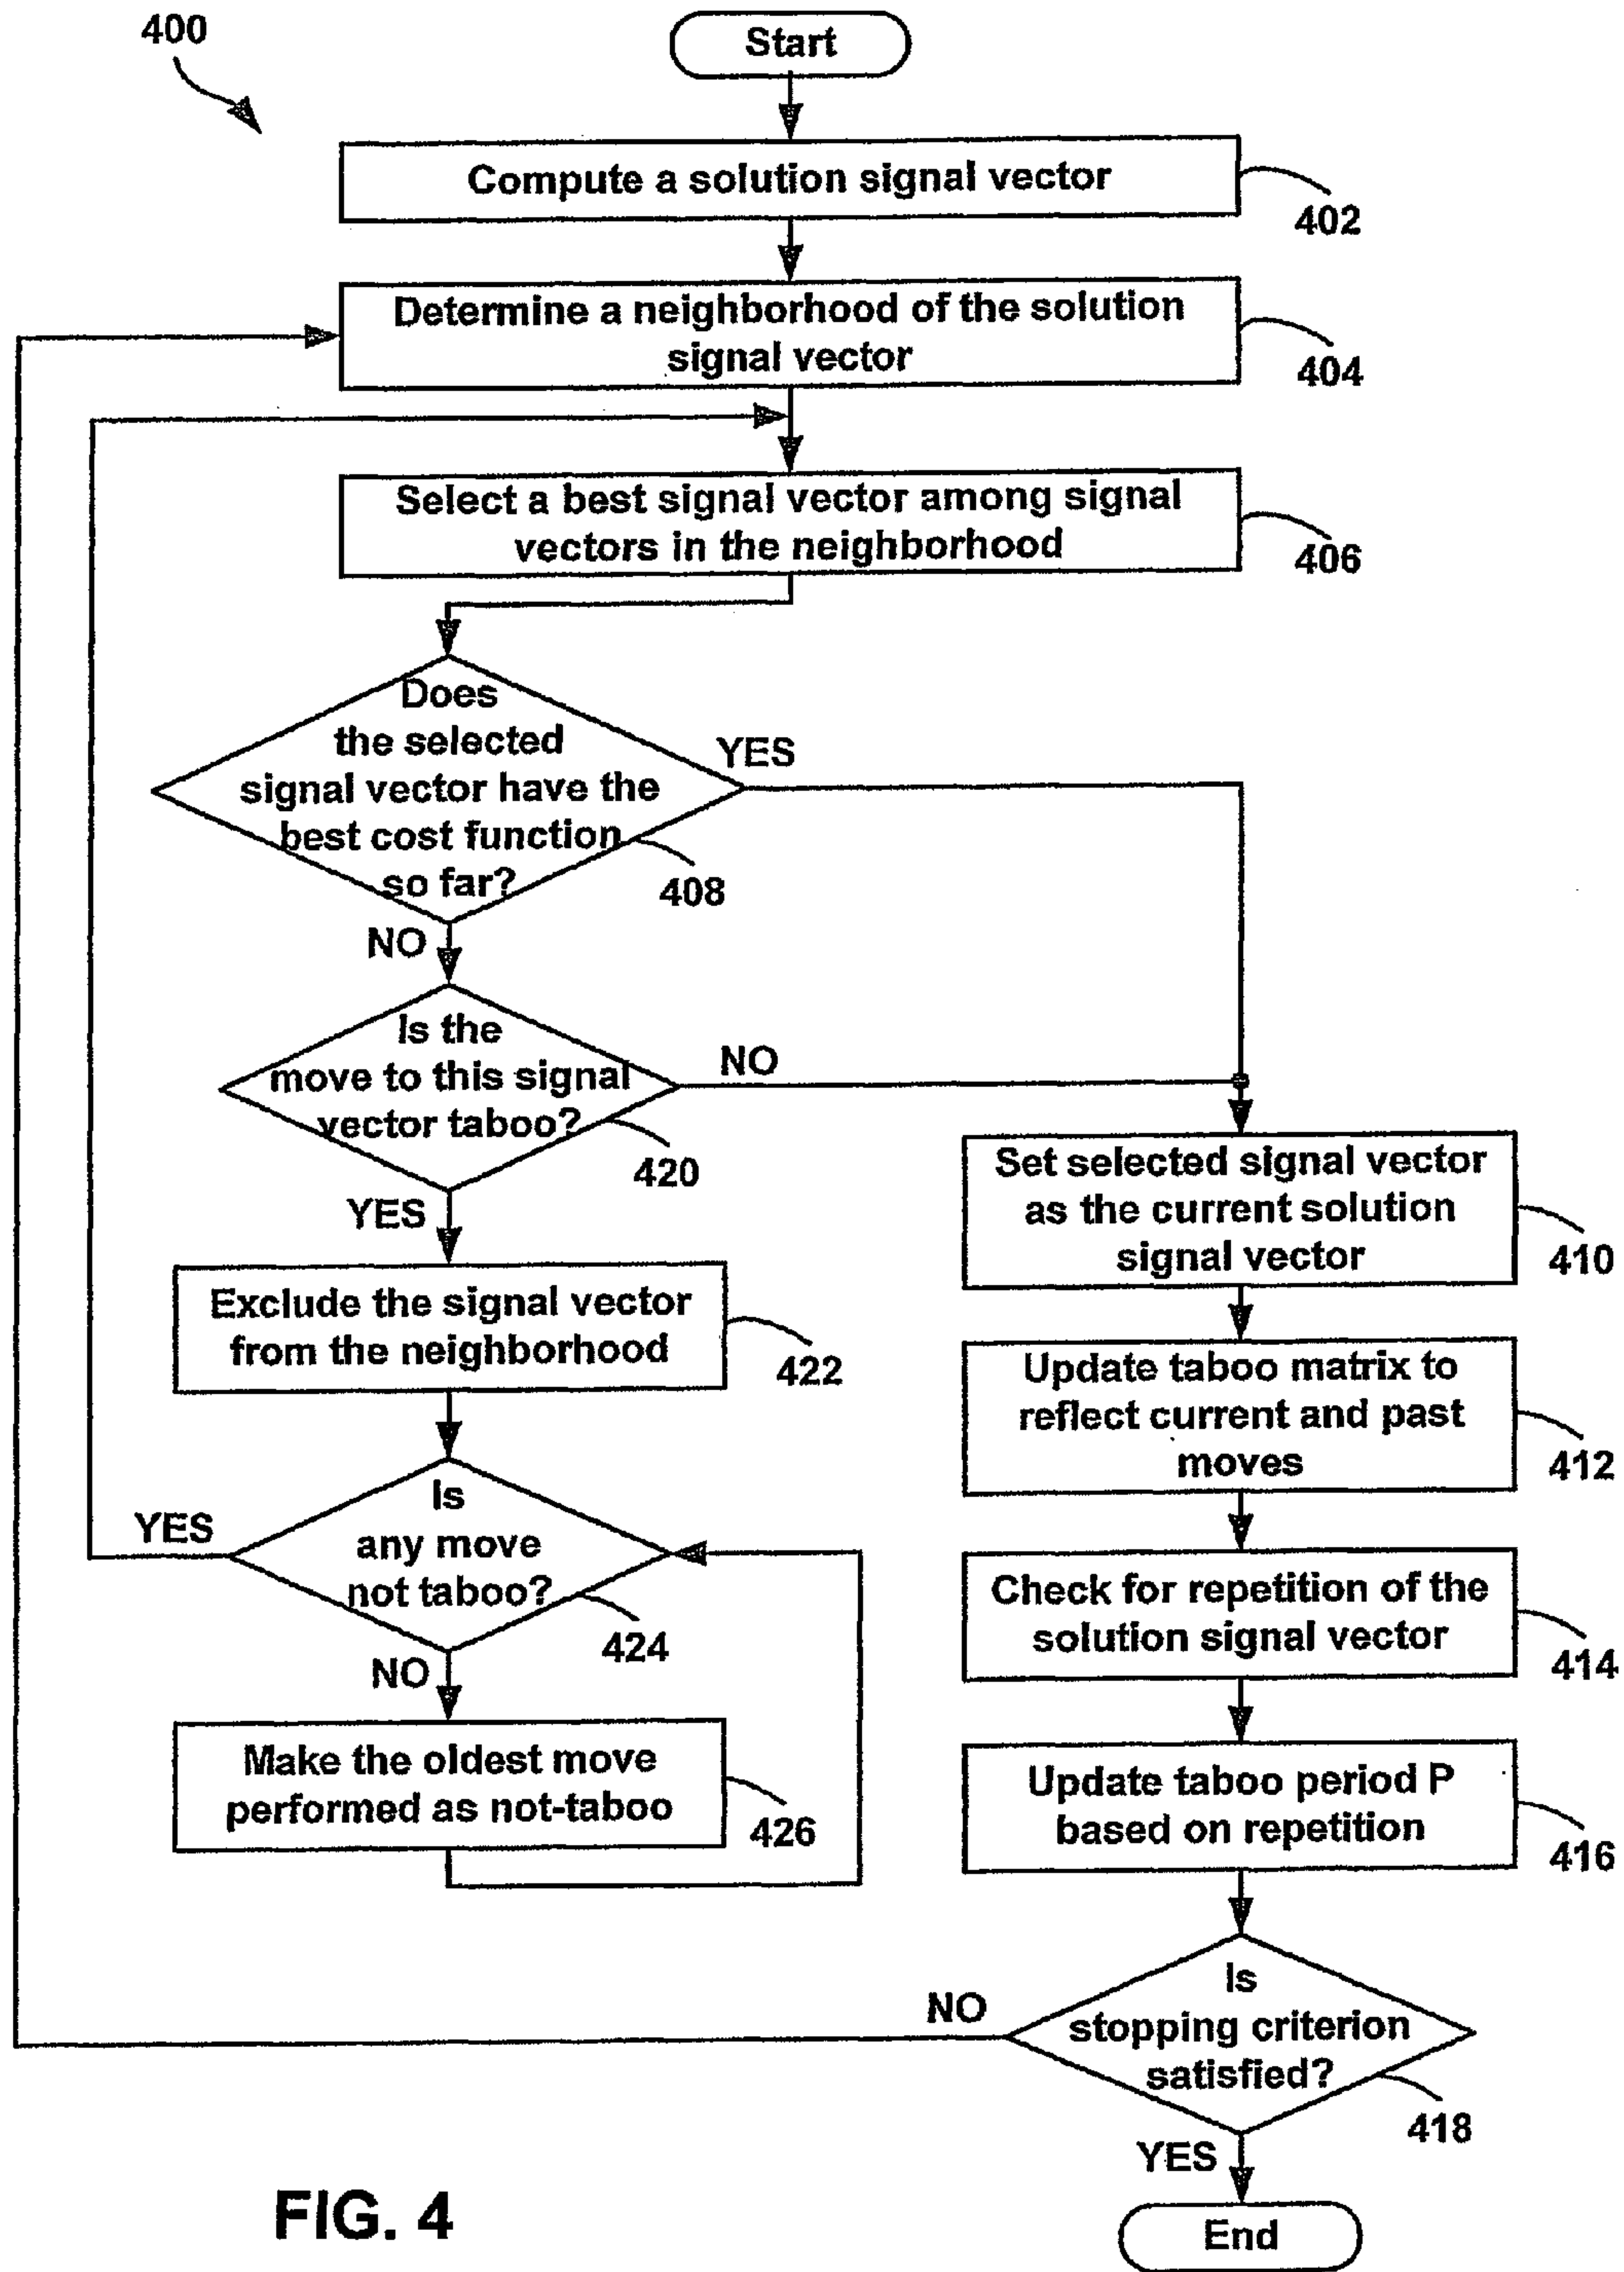 400
Start
Compute a solution signal vector
402
Determine a neighborhood of the solution
signal vector
404
Select a best signal vector among signal
vectors in the neighborhood
406
Does
the selected
signal vector have the
best cost function
so far?
408
YES
NO
Is the
move to this signal
vector taboo?
420
NO
YES
Exclude the signal vector
from the neighborhood
422
Is
any move
not taboo?
424
YES
NO
Make the oldest move
performed as not-taboo
426
Set selected signal vector
as the current solution
signal vector
410
Update taboo matrix to
reflect current and past
moves
412
Check for repetition of the
solution signal vector
414
Update taboo period P
based on repetition
416
Is
stopping criterion
satisfied?
418
NO
YES
End
FIG. 4